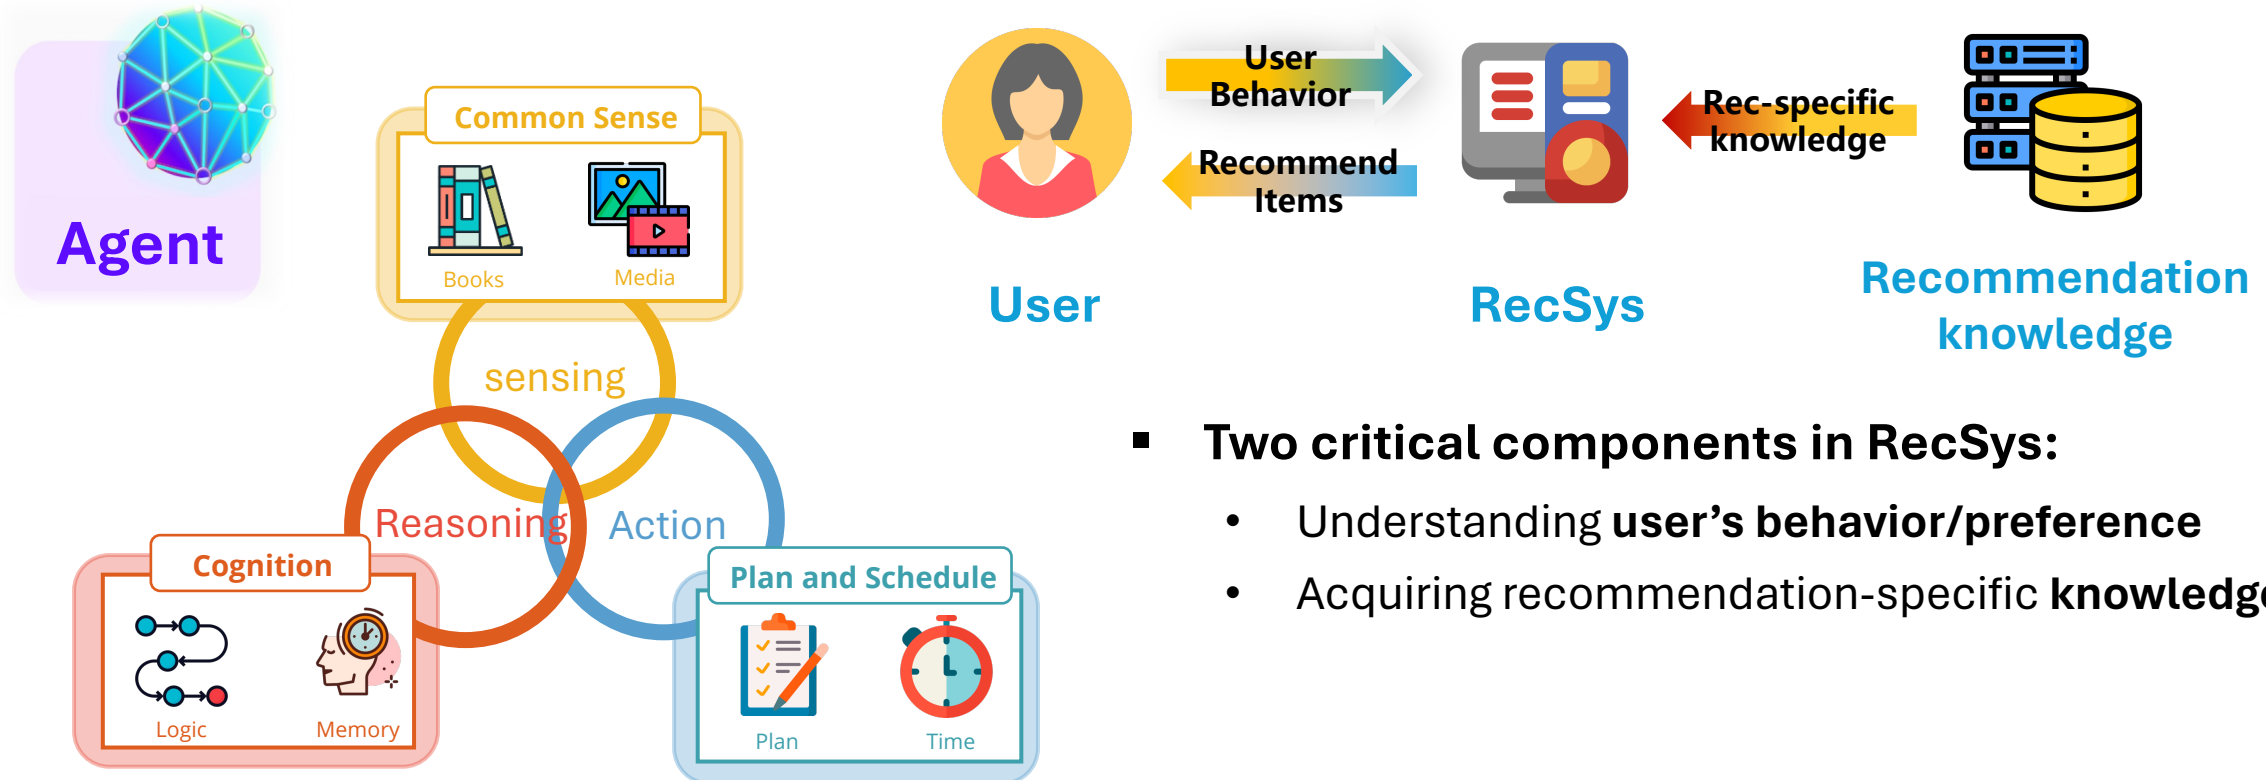 Agent
Common Sense
Books
Media
sensing
Reasoning
Action
Cognition
Logic
Memory
Plan and Schedule
Plan
Time
User
Behavior
Recommend
Items
Rec-specific
knowledge
User
RecSys
Recommendation
knowledge
▪ Two critical components in RecSys:
• Understanding user’s behavior/preference
• Acquiring recommendation-specific knowledge